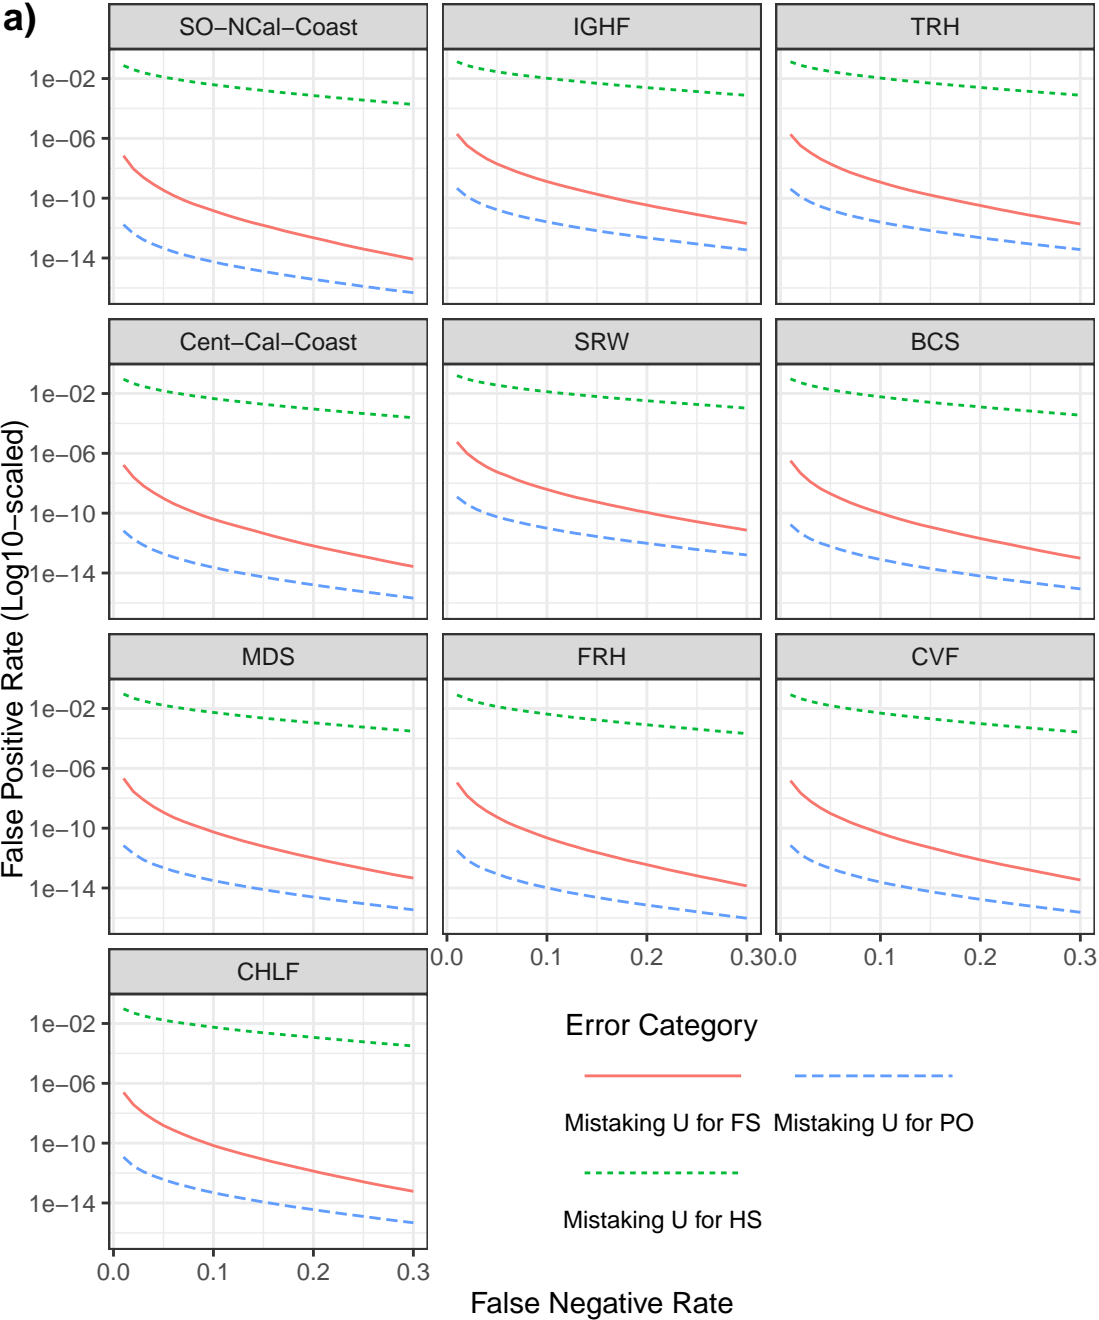 a)
SO−NCal−Coast
IGHF
TRH
1e−02
1e−06
1e−10
1e−14
Cent−Cal−Coast
SRW
BCS
1e−02
1e−06
1e−10
1e−14
MDS
FRH
CVF
1e−02
1e−06
1e−10
1e−14
0.0 0.1 0.2 0.3
0.0 0.1 0.2 0.3
CHLF
1e−02
1e−06
1e−10
1e−14
0.0 0.1 0.2 0.3
False Positive Rate (Log10−scaled)
False Negative Rate
Error Category
Mistaking U for FS
Mistaking U for PO
Mistaking U for HS